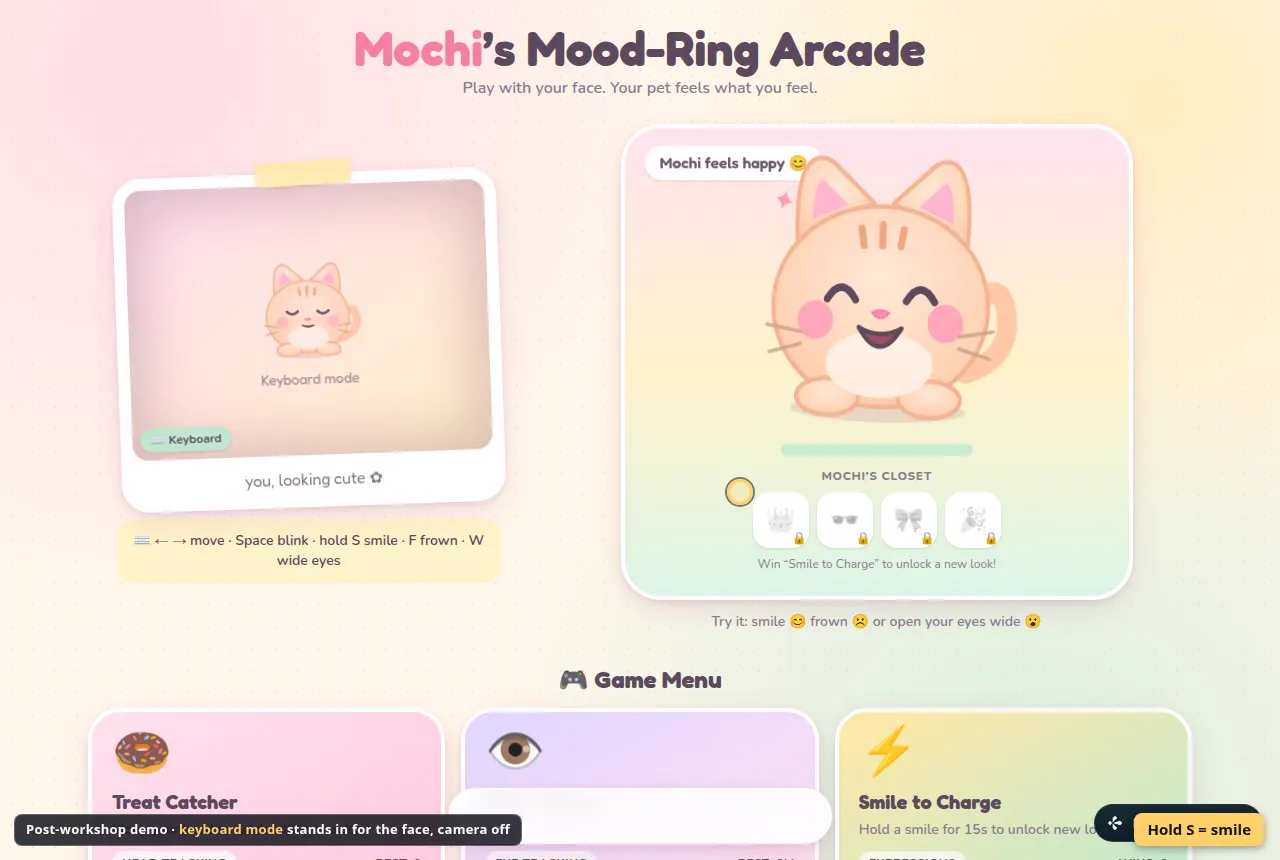 Mochi's Mood-Ring Arcade
Play with your face. Your pet feels what you feel.
Mochi feels happy 😊
Keyboard mode
⌨️ Keyboard
you, looking cute ✿
⌨️ ← → move · Space blink · hold S smile · F frown · W
wide eyes
MOCHI'S CLOSET
Win “Smile to Charge” to unlock a new look!
Try it: smile 😊 frown ☹️ or open your eyes wide 😮
🎮 Game Menu
Treat Catcher
Smile to Charge
Hold a smile for 15s to unlock new
Post-workshop demo · keyboard mode stands in for the face, camera off
Hold S = smile